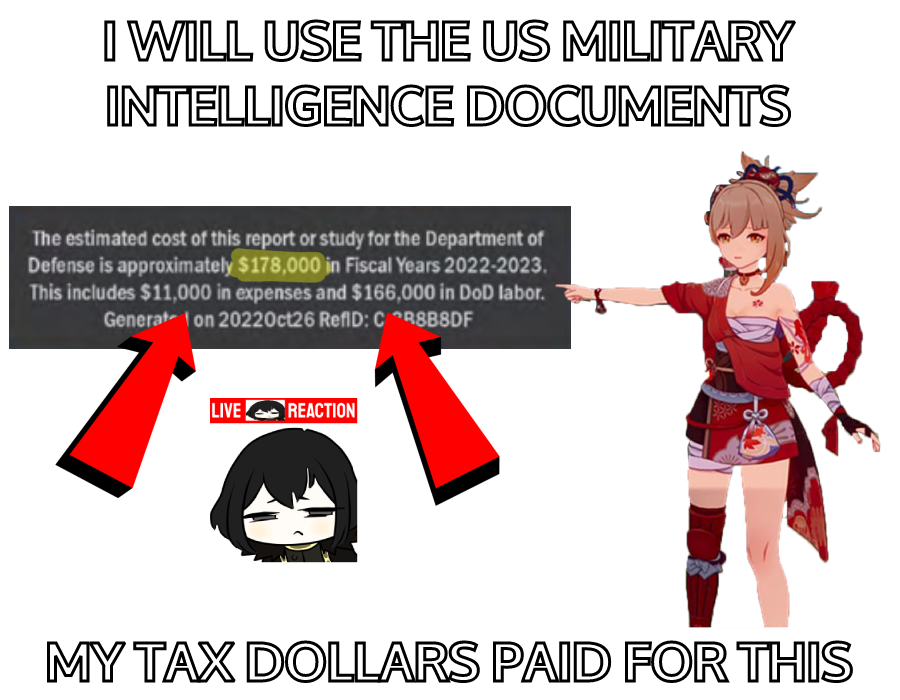 I WILL USE THE US MILITARY
INTELLIGENCE DOCUMENTS
The estimated cost of this report or study for the Department of
Defense is approximately $178,000 in Fiscal Years 2022-2023.
This includes $11,000 in expenses and $166,000 in DoD labor.
Generated on 2022Oct26 RefID:
LIVE REACTION
MY TAX DOLLARS PAID FOR THIS